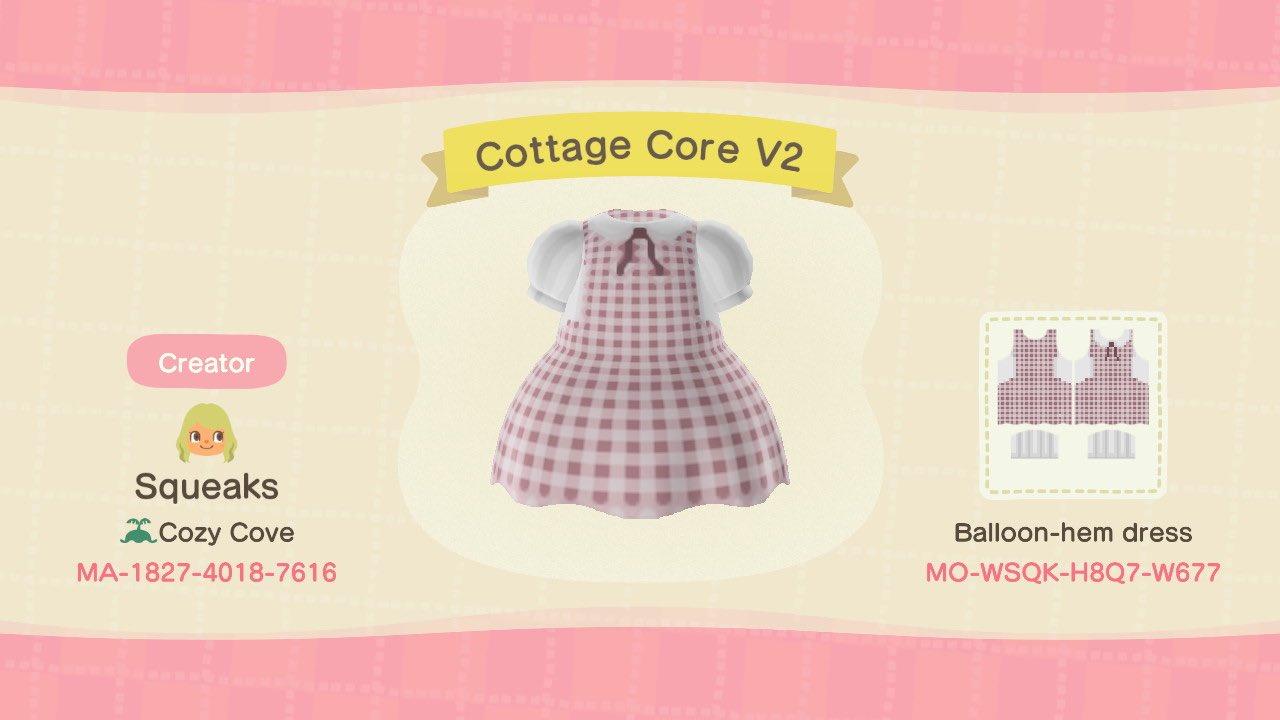 Cottage Core V2
Creator
Squeaks
Cozy Cove
MA-1827-4018-7616
Balloon-hem dress
MO-WSQK-H8Q7-W677